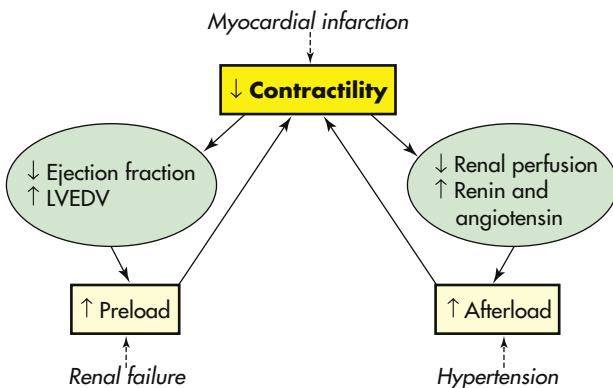 Myocardial infarction
↓ Contractility
↓ Ejection fraction
↑ LVEDV
↓ Renal perfusion
↑ Renin and
angiotensin
↑ Preload
↑ Afterload
Renal failure
Hypertension